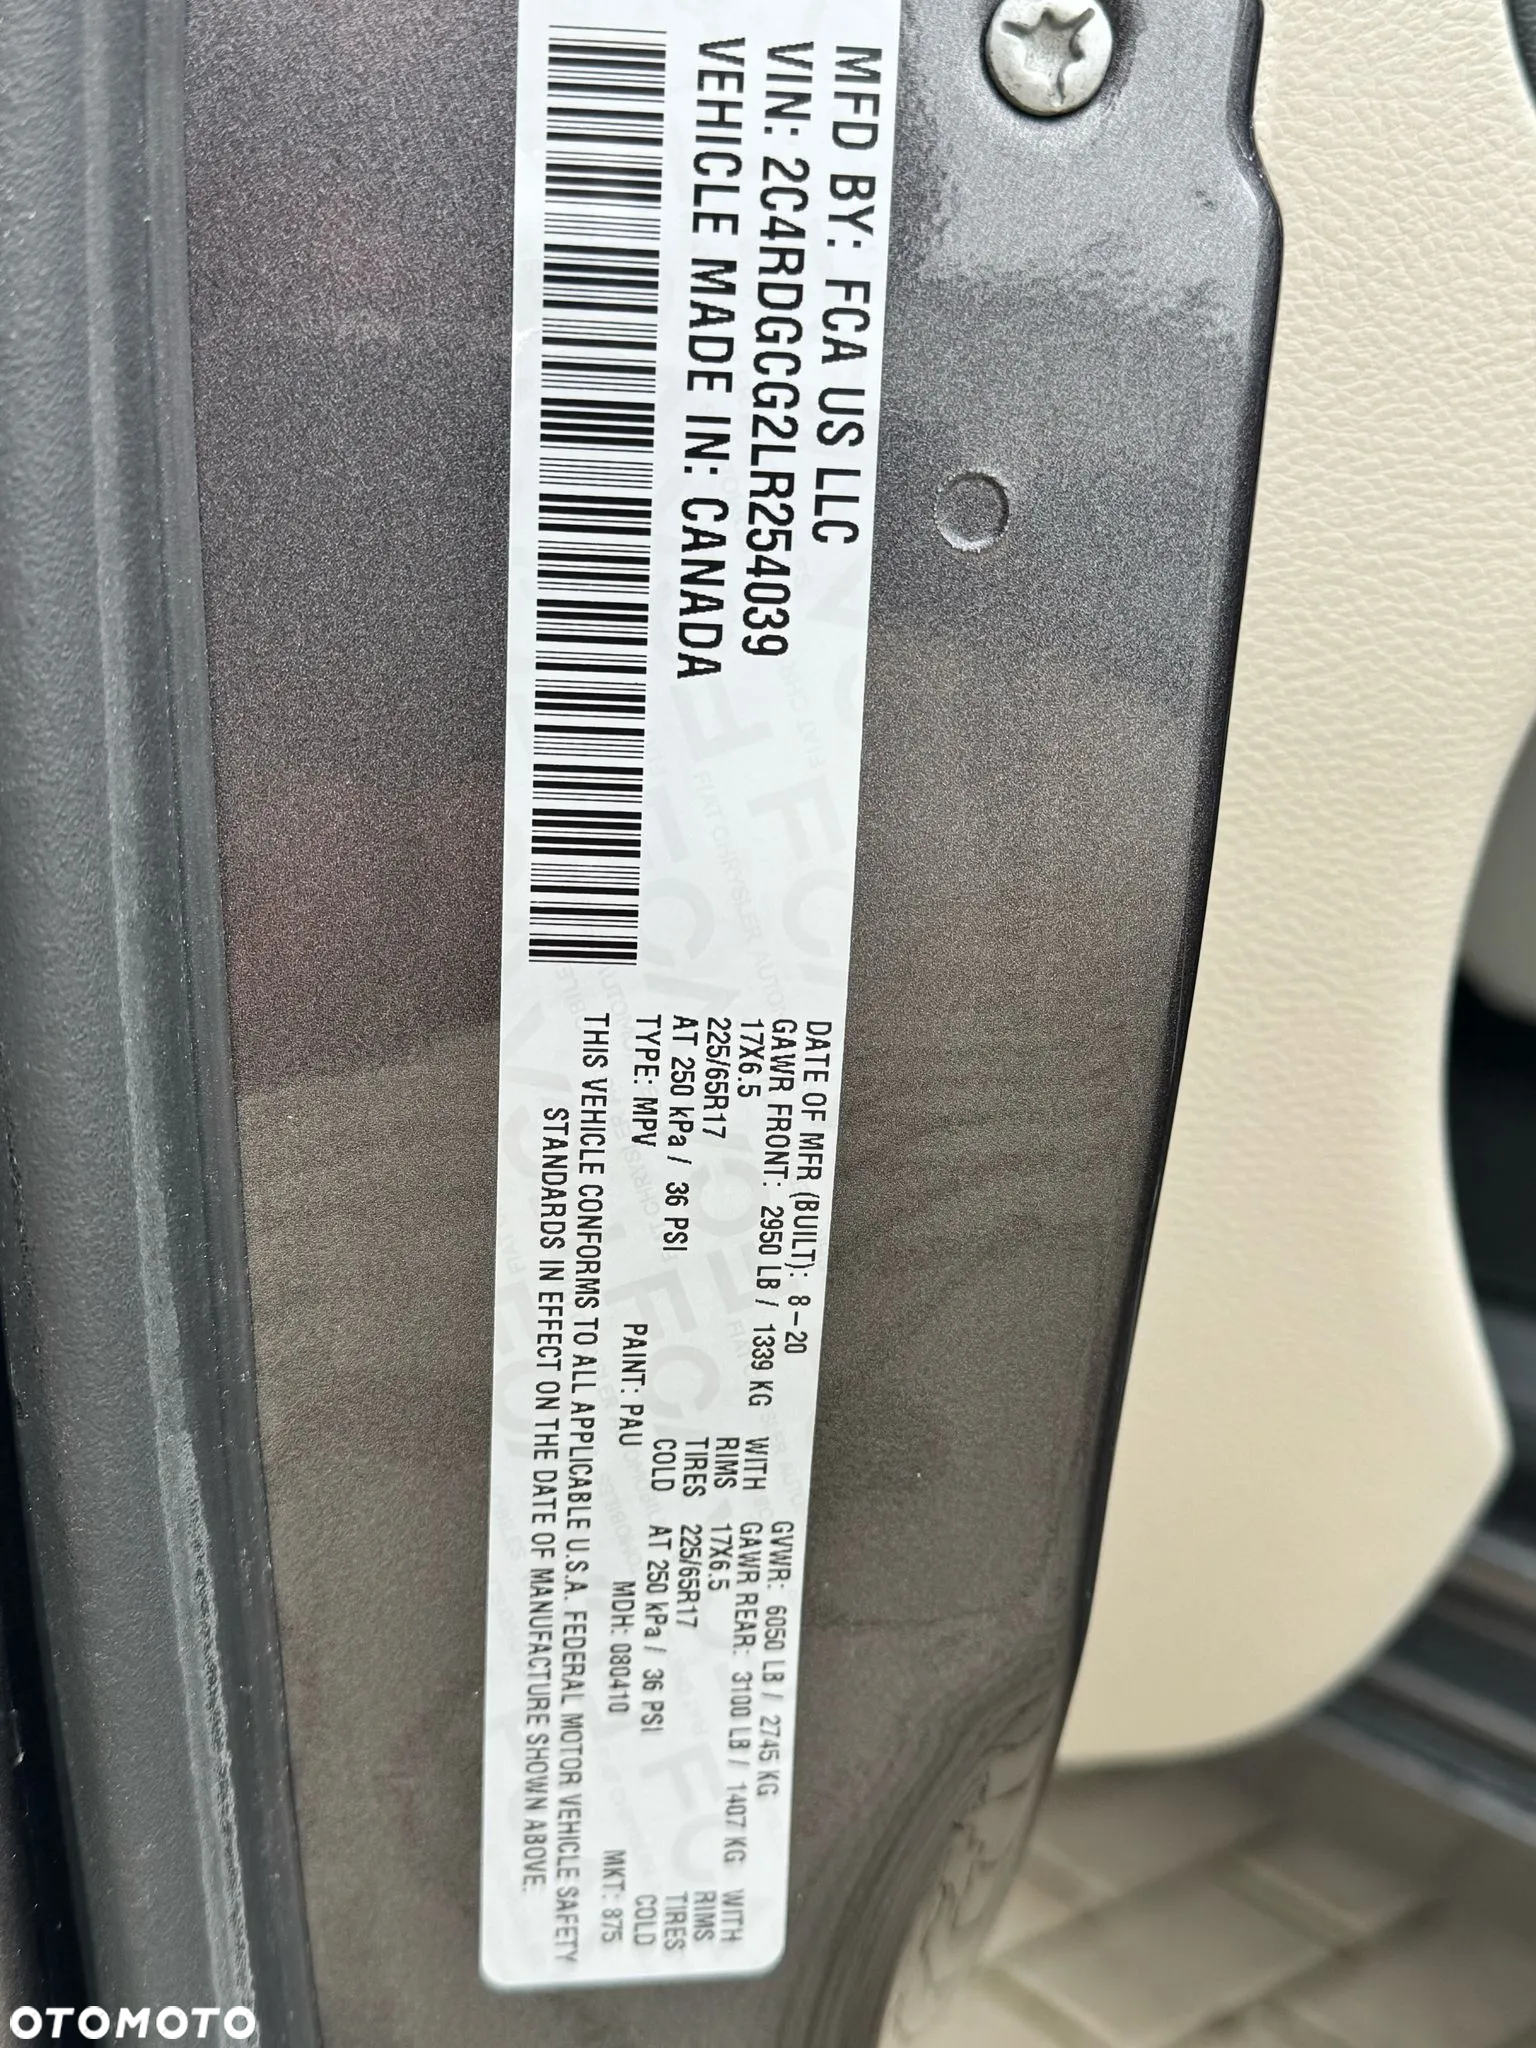 MFD BY: FCA US LLC
VIN: 2C4RDGCG2LR254039
VEHICLE MADE IN: CANADA
DATE OF MFR (BUILT): 8-20 GVWR: 6050 LB / 2745 KG
GAWR FRONT: 2950 LB / 1339 KG WITH GAWR REAR: 3100 LB / 1407 KG WITH
17X6.5 RIMS 17X6.5 RIMS
225/65R17 TIRES 225/65R17 TIRES
AT 250 kPa / 36 PSI COLD AT 250 kPa / 36 PSI COLD
TYPE: MPV PAINT: PAU MDH: 080410 MKT: 875
THIS VEHICLE CONFORMS TO ALL APPLICABLE U.S.A. FEDERAL MOTOR VEHICLE SAFETY
STANDARDS IN EFFECT ON THE DATE OF MANUFACTURE SHOWN ABOVE.
OTOMOTO